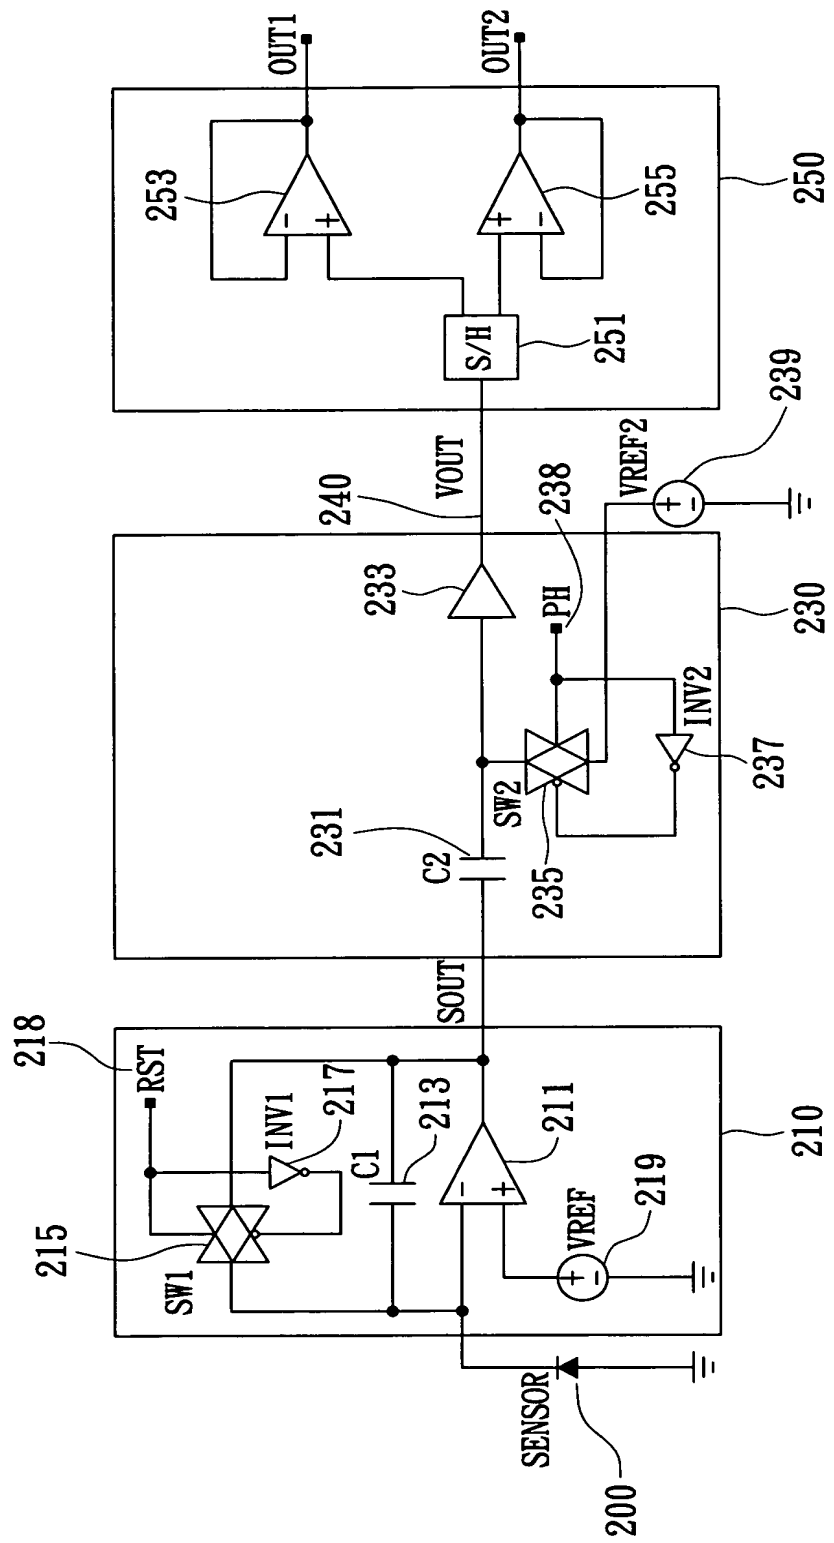 SENSOR
200
210
218
RST
215
SW1
INV1
217
C1
213
211
-
+
VREF
219
+
-
SOUT
230
231
C2
SW2
235
233
PH
238
INV2
237
240
VOUT
VREF2
239
+
-
250
S/H
251
253
-
+
255
+
-
OUT1
OUT2